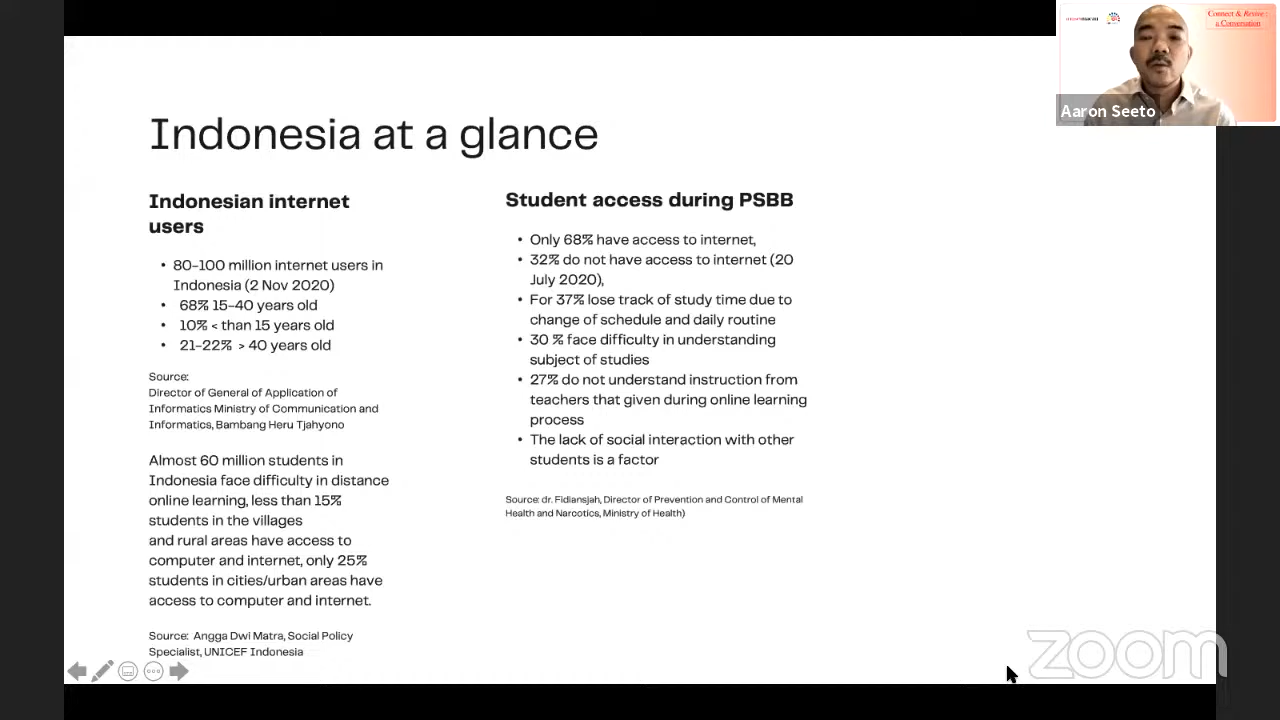 Indonesia at a glance
Indonesian internet
users
• 80-100 million internet users in
Indonesia (2 Nov 2020)
• 68% 15-40 years old
• 10% < than 15 years old
• 21-22% > 40 years old
Source:
Director of General of Application of
Informatics Ministry of Communication and
Informatics, Bambang Heru Tjahyono
Almost 60 million students in
Indonesia face difficulty in distance
online learning, less than 15%
students in the villages
and rural areas have access to
computer and internet, only 25%
students in cities/urban areas have
access to computer and internet.
Source: Angga Dwi Matra, Social Policy
Specialist, UNICEF Indonesia
Student access during PSBB
• Only 68% have access to internet,
• 32% do not have access to internet (20
July 2020),
• For 37% lose track of study time due to
change of schedule and daily routine
• 30 % face difficulty in understanding
subject of studies
• 27% do not understand instruction from
teachers that given during online learning
process
• The lack of social interaction with other
students is a factor
Source: dr. Fidiansjah, Director of Prevention and Control of Mental
Health and Narcotics, Ministry of Health)
Connect & Revive :
a Conversation
Aaron Seeto
zoom